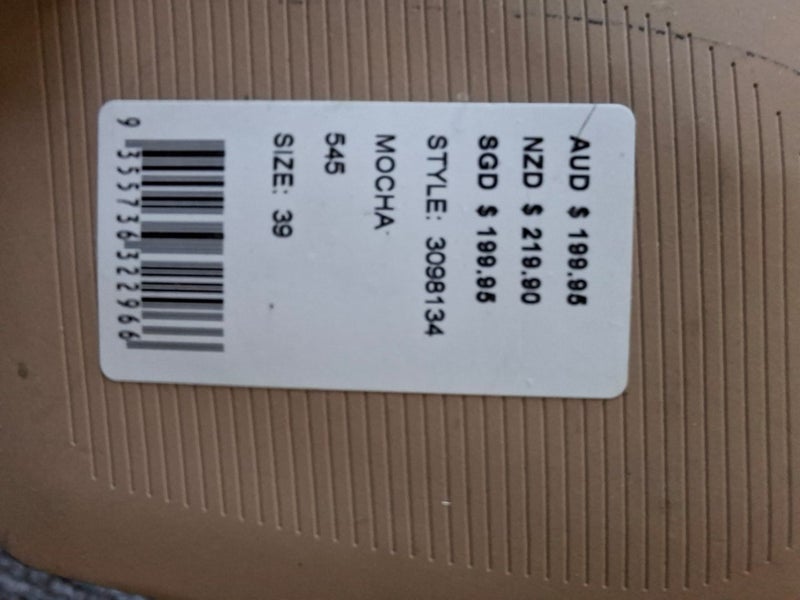 AUD $ 199.95
NZD $ 219.90
SGD $ 199.95
STYLE: 3098134
MOCHA
545
SIZE: 39
9 355736 322966